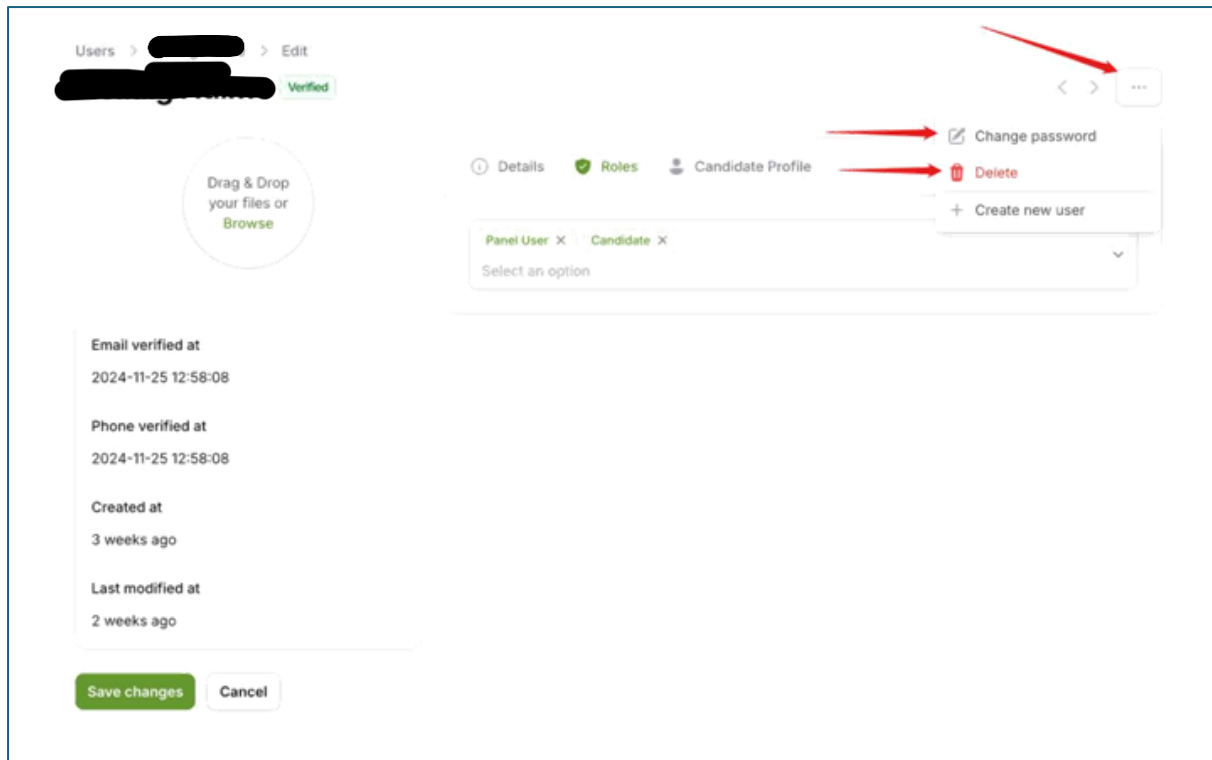 Users > > Edit
Verified
< > ...
Change password
Delete
Create new user
Details Roles Candidate Profile
Drag & Drop
your files or
Browse
Panel User × Candidate ×
Select an option
Email verified at
2024-11-25 12:58:08
Phone verified at
2024-11-25 12:58:08
Created at
3 weeks ago
Last modified at
2 weeks ago
Save changes Cancel